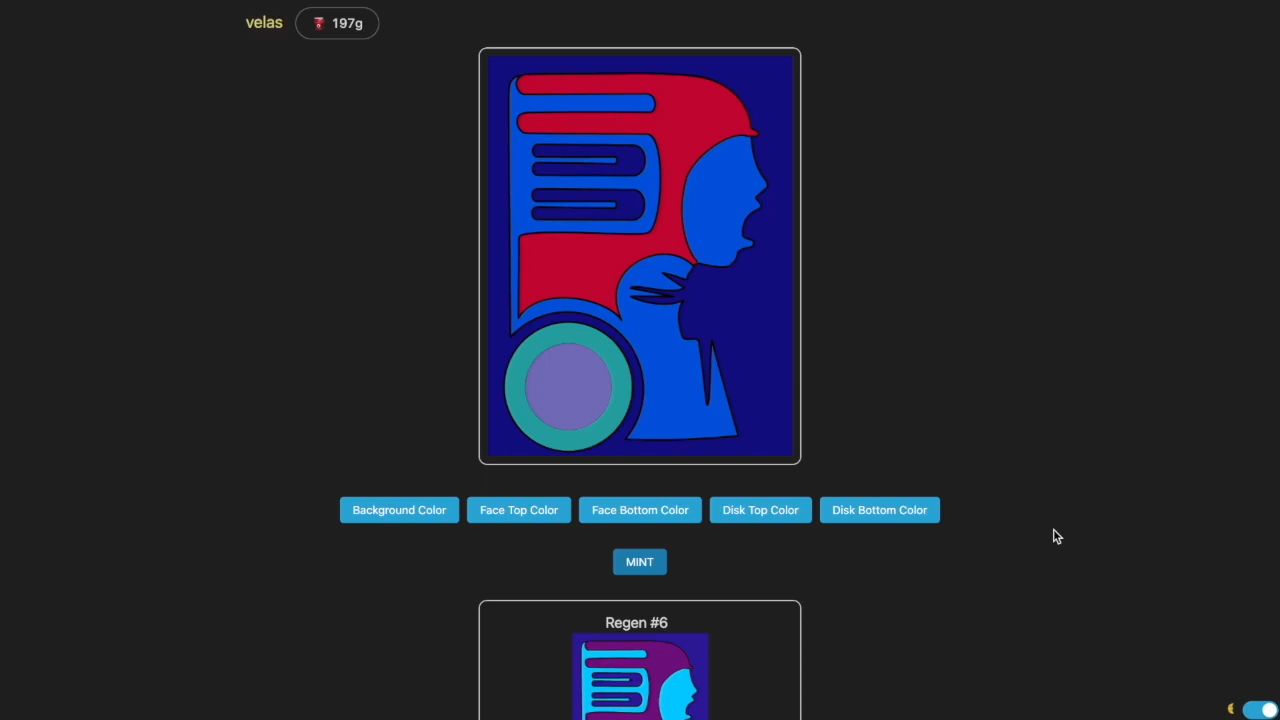 velas 197g
Background Color Face Top Color Face Bottom Color Disk Top Color Disk Bottom Color
MINT
Regen #6